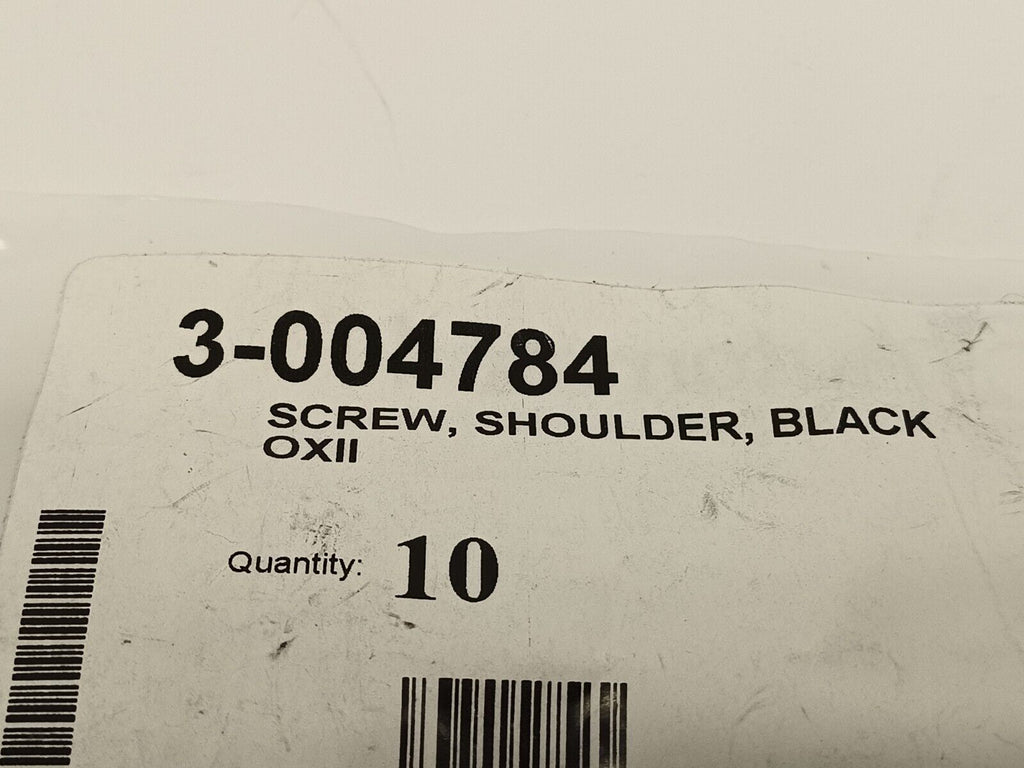 3-004784
SCREW, SHOULDER, BLACK
OXII
Quantity: 10